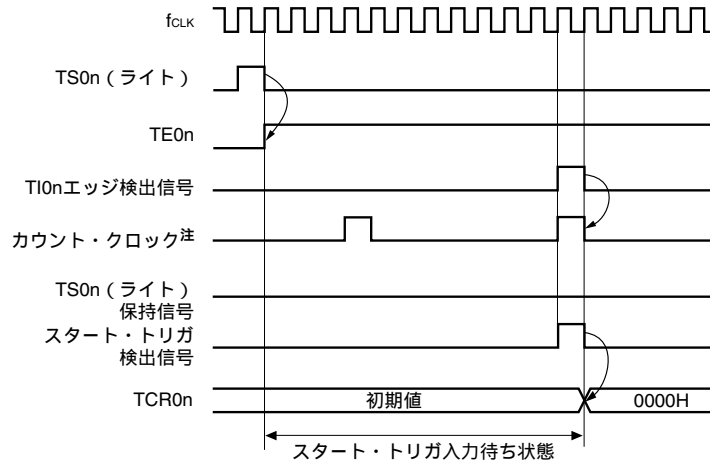 fCLK
TS0n（ライト）
TE0n
TI0nエッジ検出信号
カウント・クロック注
TS0n（ライト）
保持信号
スタート・トリガ
検出信号
TCR0n
初期値
0000H
スタート・トリガ入力待ち状態